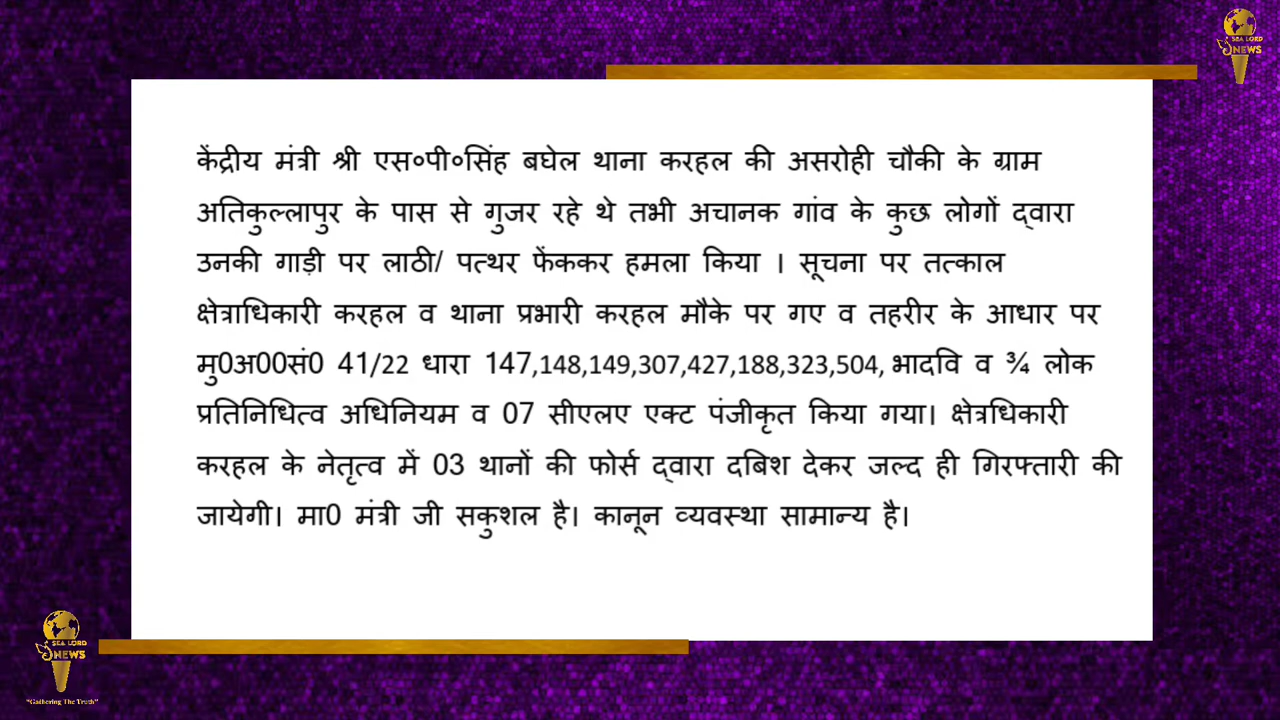 SEA LORD
NEWS
केंद्रीय मंत्री श्री एस०पी०सिंह बघेल थाना करहल की असरोही चौकी के ग्राम
अतिकुल्लापुर के पास से गुजर रहे थे तभी अचानक गांव के कुछ लोगों द्वारा
उनकी गाड़ी पर लाठी/ पत्थर फेंककर हमला किया । सूचना पर तत्काल
क्षेत्राधिकारी करहल व थाना प्रभारी करहल मौके पर गए व तहरीर के आधार पर
मु0अ00सं0 41/22 धारा 147,148,149,307,427,188,323,504, भादवि व ¾ लोक
प्रतिनिधित्व अधिनियम व 07 सीएलए एक्ट पंजीकृत किया गया। क्षेत्रधिकारी
करहल के नेतृत्व में 03 थानों की फोर्स द्वारा दबिश देकर जल्द ही गिरफ्तारी की
जायेगी। मा0 मंत्री जी सकुशल है। कानून व्यवस्था सामान्य है।
SEA LORD
NEWS
"Gathering The Truth"